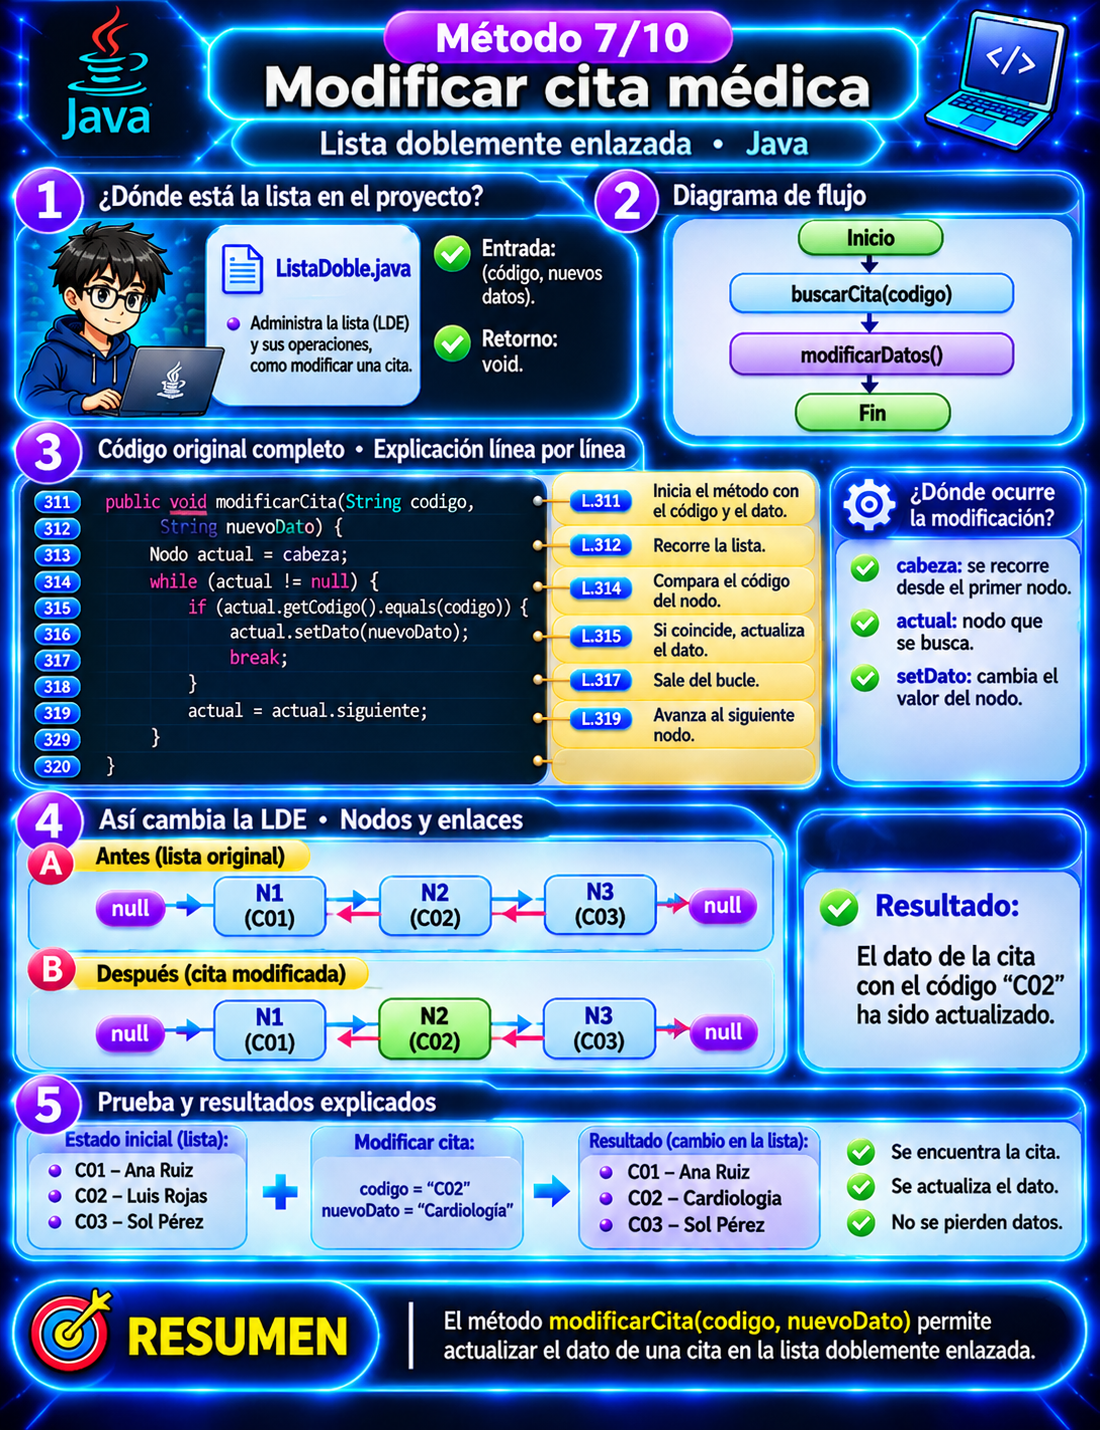 Java
Método 7/10
Modificar cita médica
Lista doblemente enlazada • Java
</>
1
¿Dónde está la lista en el proyecto?
ListaDoble.java
Administra la lista (LDE)
y sus operaciones,
como modificar una cita.
Entrada:
(código, nuevos
datos).
Retorno:
void.
2
Diagrama de flujo
Inicio
buscarCita(codigo)
modificarDatos()
Fin
3
Código original completo • Explicación línea por línea
311 public void modificarCita(String codigo,
312 String nuevoDato) {
313 Nodo actual = cabeza;
314 while (actual != null) {
315 if (actual.getCodigo().equals(codigo)) {
316 actual.setDato(nuevoDato);
317 break;
318 }
319 actual = actual.siguiente;
329 }
320 }
L.311 Inicia el método con
el código y el dato.
L.312 Recorre la lista.
L.314 Compara el código
del nodo.
L.315 Si coincide, actualiza
el dato.
L.317 Sale del bucle.
L.319 Avanza al siguiente
nodo.
¿Dónde ocurre
la modificación?
cabeza: se recorre
desde el primer nodo.
actual: nodo que
se busca.
setDato: cambia el
valor del nodo.
4
Así cambia la LDE • Nodos y enlaces
A
Antes (lista original)
null N1 N2 N3 null
(C01) (C02) (C03)
B
Después (cita modificada)
null N1 N2 N3 null
(C01) (C02) (C03)
Resultado:
El dato de la cita
con el código “C02”
ha sido actualizado.
5
Prueba y resultados explicados
Estado inicial (lista):
C01 – Ana Ruiz
C02 – Luis Rojas
C03 – Sol Pérez
Modificar cita:
codigo = “C02”
nuevoDato = “Cardiología”
Resultado (cambio en la lista):
C01 – Ana Ruiz
C02 – Cardiologia
C03 – Sol Pérez
Se encuentra la cita.
Se actualiza el dato.
No se pierden datos.
RESUMEN
El método modificarCita(codigo, nuevoDato) permite
actualizar el dato de una cita en la lista doblemente enlazada.